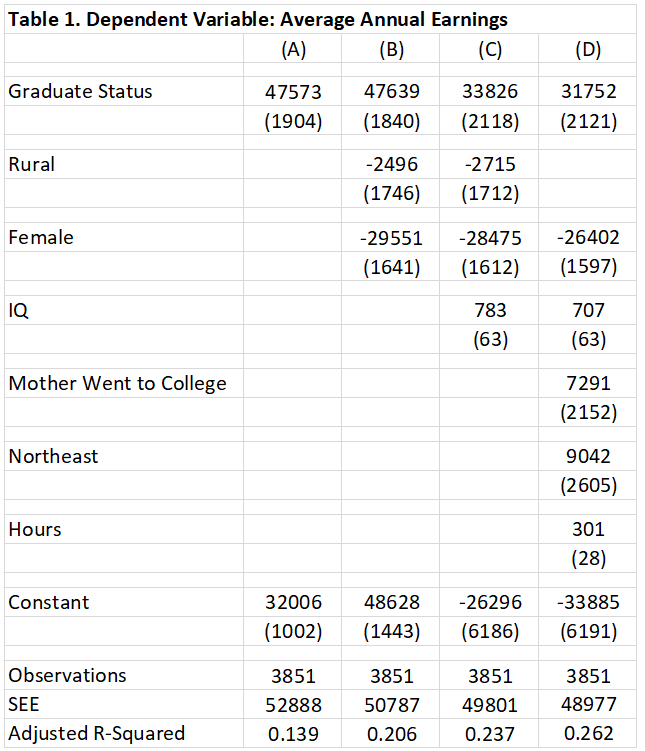 Table 1. Dependent Variable: Average Annual Earnings
(A) (B) (C) (D)
Graduate Status 47573 47639 33826 31752
(1904) (1840) (2118) (2121)
Rural -2496 -2715
(1746) (1712)
Female -29551 -28475 -26402
(1641) (1612) (1597)
IQ 783 707
(63) (63)
Mother Went to College 7291
(2152)
Northeast 9042
(2605)
Hours 301
(28)
Constant 32006 48628 -26296 -33885
(1002) (1443) (6186) (6191)
Observations 3851 3851 3851 3851
SEE 52888 50787 49801 48977
Adjusted R-Squared 0.139 0.206 0.237 0.262